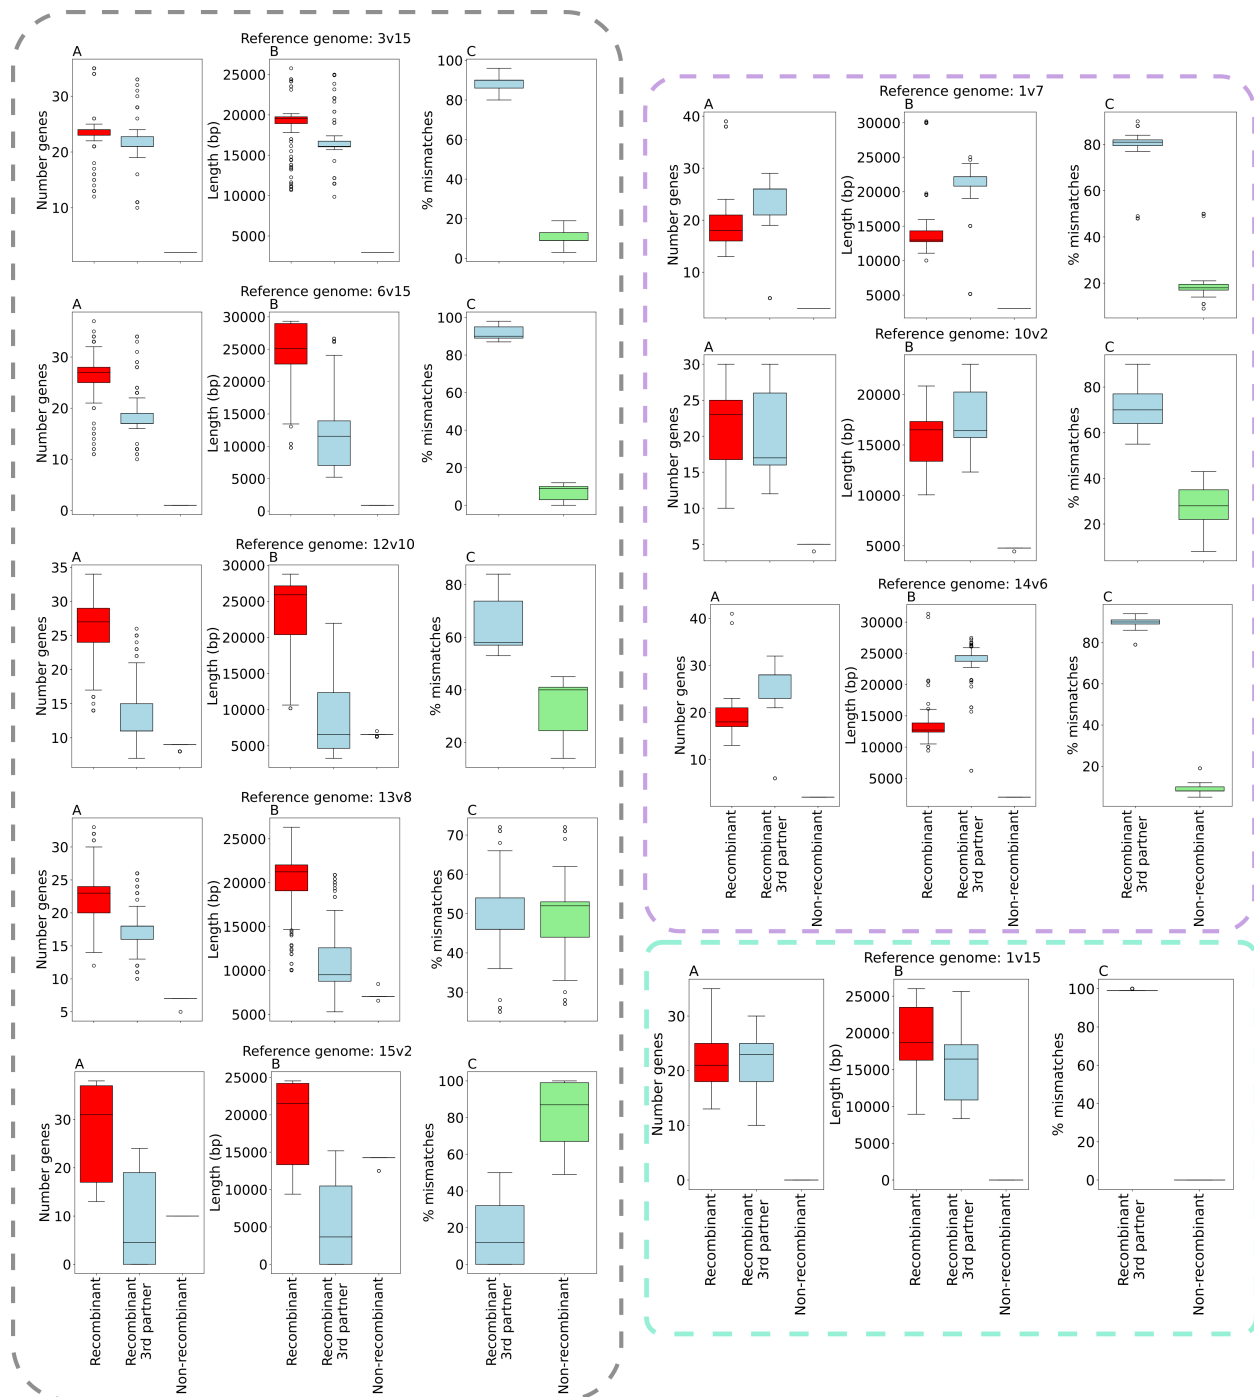 Reference genome: 3v15
A
B
C
Number genes
30
20
10
Length (bp)
25000
20000
15000
10000
5000
% mismatches
100
80
60
40
20
0
Reference genome: 6v15
A
B
C
Number genes
30
20
10
0
Length (bp)
30000
25000
20000
15000
10000
5000
0
% mismatches
100
80
60
40
20
0
Reference genome: 12v10
A
B
C
Number genes
35
30
25
20
15
10
Length (bp)
30000
25000
20000
15000
10000
5000
% mismatches
80
60
40
20
Reference genome: 13v8
A
B
C
Number genes
30
25
20
15
10
5
Length (bp)
25000
20000
15000
10000
5000
% mismatches
70
60
50
40
30
Reference genome: 15v2
A
B
C
Number genes
30
20
10
0
Length (bp)
25000
20000
15000
10000
5000
0
% mismatches
100
80
60
40
20
0
Recombinant
Recombinant
3rd partner
Non-recombinant
Recombinant
Recombinant
3rd partner
Non-recombinant
Recombinant
3rd partner
Non-recombinant
Reference genome: 1v7
A
B
C
Number genes
40
30
20
10
Length (bp)
30000
25000
20000
15000
10000
5000
% mismatches
80
60
40
20
Reference genome: 10v2
A
B
C
Number genes
30
25
20
15
10
5
Length (bp)
20000
15000
10000
5000
% mismatches
80
60
40
20
Reference genome: 14v6
A
B
C
Number genes
40
30
20
10
Length (bp)
30000
25000
20000
15000
10000
5000
% mismatches
80
60
40
20
Recombinant
Recombinant
3rd partner
Non-recombinant
Recombinant
Recombinant
3rd partner
Non-recombinant
Recombinant
3rd partner
Non-recombinant
Reference genome: 1v15
A
B
C
Number genes
30
20
10
0
Length (bp)
25000
20000
15000
10000
5000
0
% mismatches
100
80
60
40
20
0
Recombinant
Recombinant
3rd partner
Non-recombinant
Recombinant
Recombinant
3rd partner
Non-recombinant
Recombinant
3rd partner
Non-recombinant